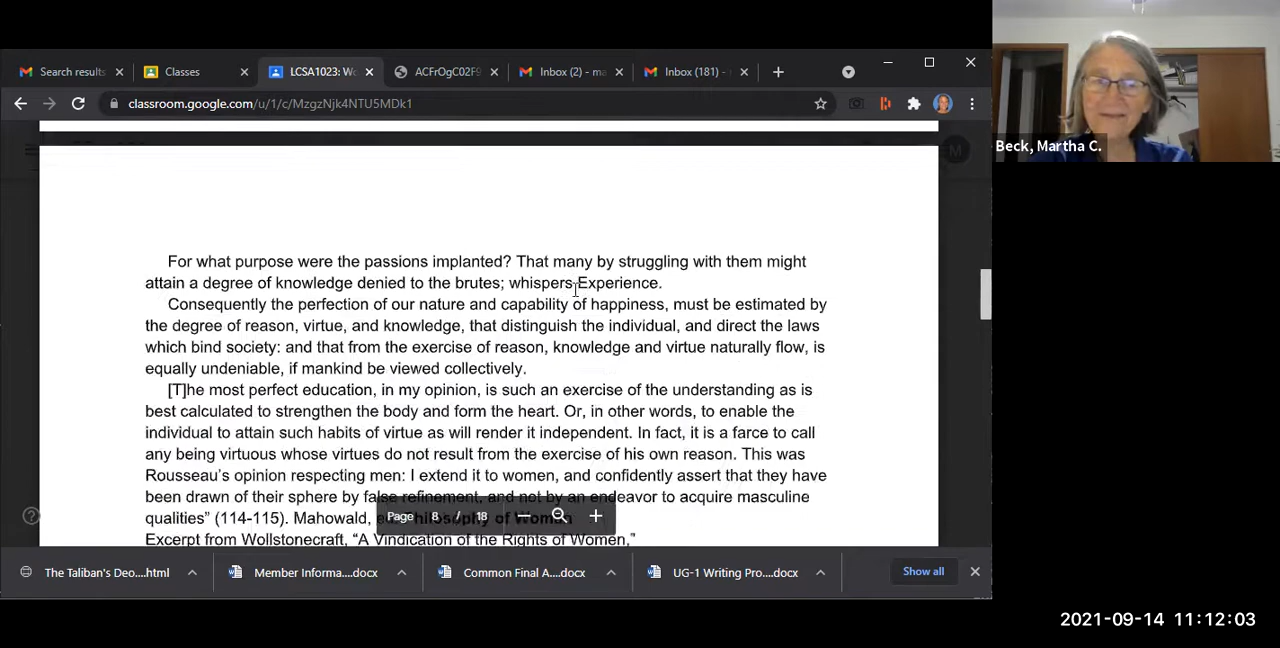 Search results
Classes
LCSA1023: Wo
ACFrOgC02F9
Inbox (2) - ma
Inbox (181) - r
classroom.google.com/u/1/c/MzgzNjk4NTU5MDk1
Beck, Martha C.
For what purpose were the passions implanted? That many by struggling with them might
attain a degree of knowledge denied to the brutes; whispers Experience.
Consequently the perfection of our nature and capability of happiness, must be estimated by
the degree of reason, virtue, and knowledge, that distinguish the individual, and direct the laws
which bind society: and that from the exercise of reason, knowledge and virtue naturally flow, is
equally undeniable, if mankind be viewed collectively.
[T]he most perfect education, in my opinion, is such an exercise of the understanding as is
best calculated to strengthen the body and form the heart. Or, in other words, to enable the
individual to attain such habits of virtue as will render it independent. In fact, it is a farce to call
any being virtuous whose virtues do not result from the exercise of his own reason. This was
Rousseau's opinion respecting men: I extend it to women, and confidently assert that they have
been drawn of their sphere by false refinement, and not by an endeavor to acquire masculine
qualities” (114-115). Mahowald, Philosophy of Woman
Page 8 / 18
Excerpt from Wollstonecraft, “A Vindication of the Rights of Women,”
The Taliban's Deo....html
Member Informa....docx
Common Final A....docx
UG-1 Writing Pro....docx
Show all
2021-09-14 11:12:03